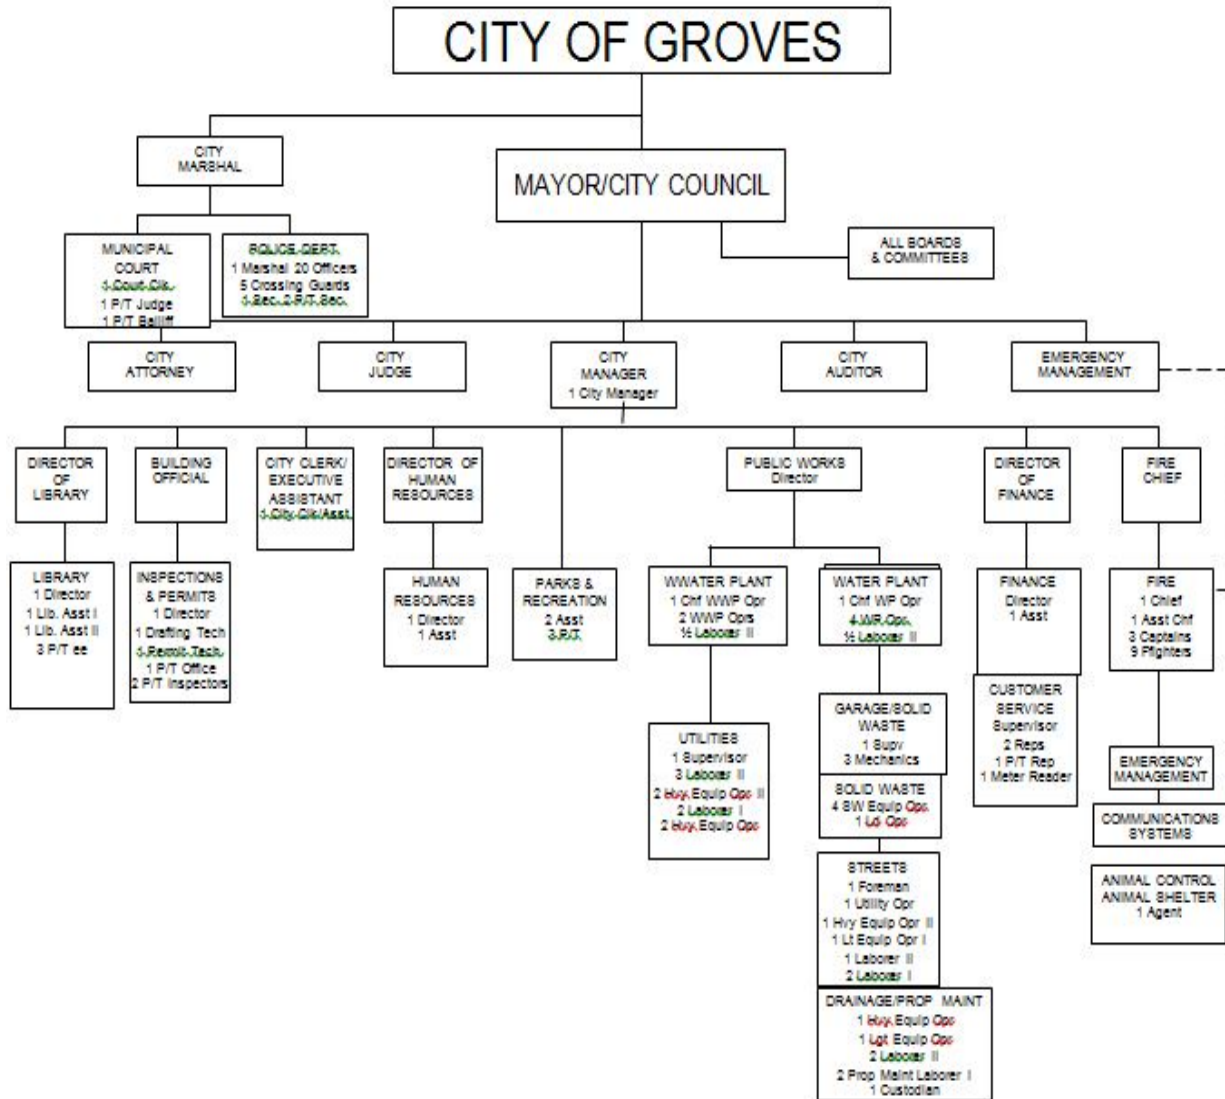 CITY OF GROVES
CITY
MARSHAL
MAYOR/CITY COUNCIL
MUNICIPAL
COURT
1 Court Clk.
1 P/T Judge
1 P/T Bailiff
POLICE DEPT.
1 Marshal 20 Officers
5 Crossing Guards
1 Sec. 2 P/T Sec.
ALL BOARDS
& COMMITTEES
CITY
ATTORNEY
CITY
JUDGE
CITY
MANAGER
1 City Manager
CITY
AUDITOR
EMERGENCY
MANAGEMENT
DIRECTOR
OF
LIBRARY
BUILDING
OFFICIAL
CITY CLERK/
EXECUTIVE
ASSISTANT
1 City Clk/Asst
DIRECTOR OF
HUMAN
RESOURCES
PUBLIC WORKS
Director
DIRECTOR
OF
FINANCE
FIRE
CHIEF
LIBRARY
1 Director
1 Lib. Asst I
1 Lib. Asst II
3 P/T ee
INSPECTIONS
& PERMITS
1 Director
1 Drafting Tech
1 Permit Tech
1 P/T Office
2 P/T Inspectors
HUMAN
RESOURCES
1 Director
1 Asst
PARKS &
RECREATION
2 Asst
3 P/T
WWATER PLANT
1 Chf WWP Opr
2 WWP Oprs
½ Laborer II
WATER PLANT
1 Chf WP Opr
4 WP Ops
½ Laborer II
FINANCE
Director
1 Asst
FIRE
1 Chief
1 Asst Chf
3 Captains
9 Ffighters
UTILITIES
1 Supervisor
3 Laborer II
2 Hvy Equip Ops II
2 Laborer I
2 Hvy Equip Ops
GARAGE/SOLID
WASTE
1 Supv
3 Mechanics
SOLID WASTE
4 SW Equip Ops
1 Ld Ops
CUSTOMER
SERVICE
Supervisor
2 Reps
1 P/T Rep
1 Meter Reader
EMERGENCY
MANAGEMENT
COMMUNICATIONS
SYSTEMS
STREETS
1 Foreman
1 Utility Opr
1 Hvy Equip Opr II
1 Lt Equip Opr I
1 Laborer II
2 Laborer I
ANIMAL CONTROL
ANIMAL SHELTER
1 Agent
DRAINAGE/PROP MAINT
1 Hvy Equip Ops
1 Lgt Equip Ops
2 Laborer II
2 Prop Maint Laborer I
1 Custodian